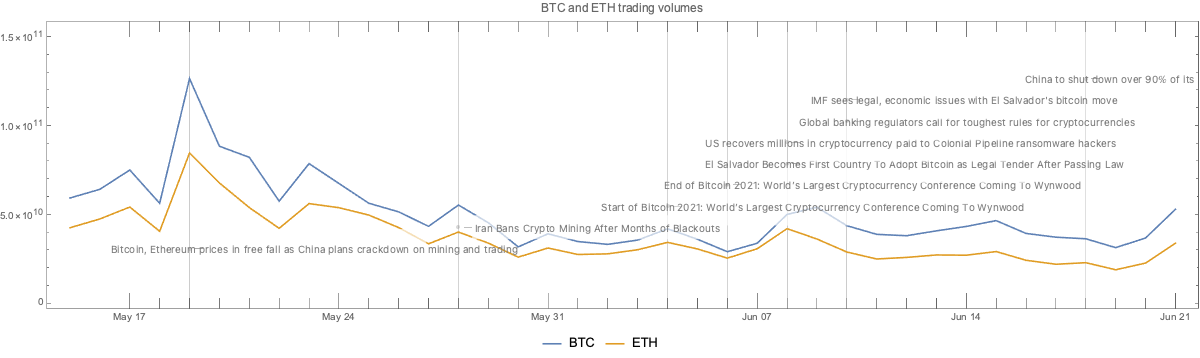 BTC and ETH trading volumes
1.5×10^11
China to shut down over 90% of its
IMF sees legal, economic issues with El Salvador's bitcoin move
1.0×10^11
Global banking regulators call for toughest rules for cryptocurrencies
US recovers millions in cryptocurrency paid to Colonial Pipeline ransomware hackers
El Salvador Becomes First Country To Adopt Bitcoin as Legal Tender After Passing Law
End of Bitcoin 2021: World's Largest Cryptocurrency Conference Coming To Wynwood
Start of Bitcoin 2021: World's Largest Cryptocurrency Conference Coming To Wynwood
5.0×10^10
Iran Bans Crypto Mining After Months of Blackouts
Bitcoin, Ethereum prices in free fall as China plans crackdown on mining and trading
0
May 17 May 24 May 31 Jun 07 Jun 14 Jun 21
BTC ETH